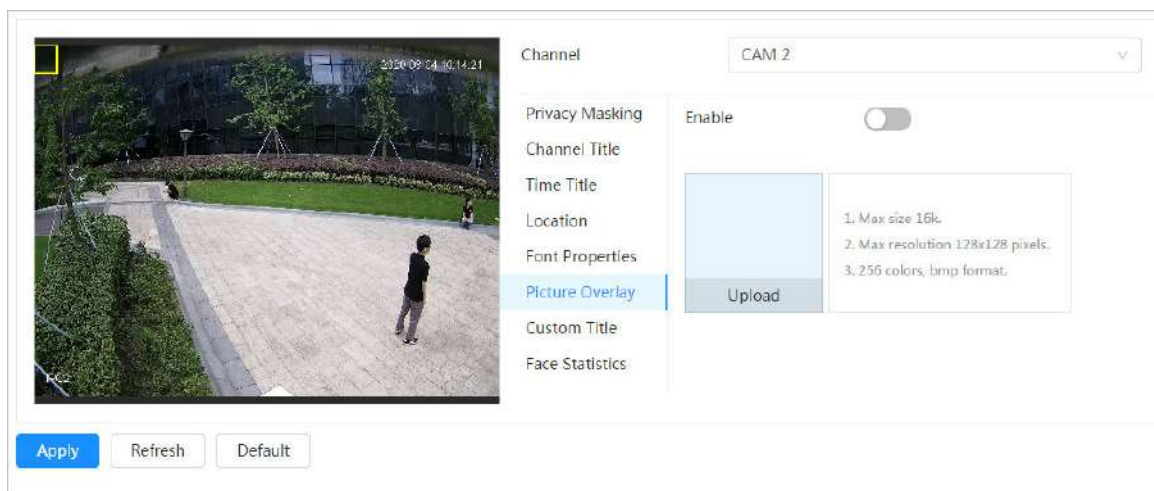 2020-09-04 10:14:21
IPC2
Channel
CAM 2
Privacy Masking
Channel Title
Time Title
Location
Font Properties
Picture Overlay
Custom Title
Face Statistics
Enable
Upload
1. Max size 16k.
2. Max resolution 128x128 pixels.
3. 256 colors, bmp format.
Apply
Refresh
Default